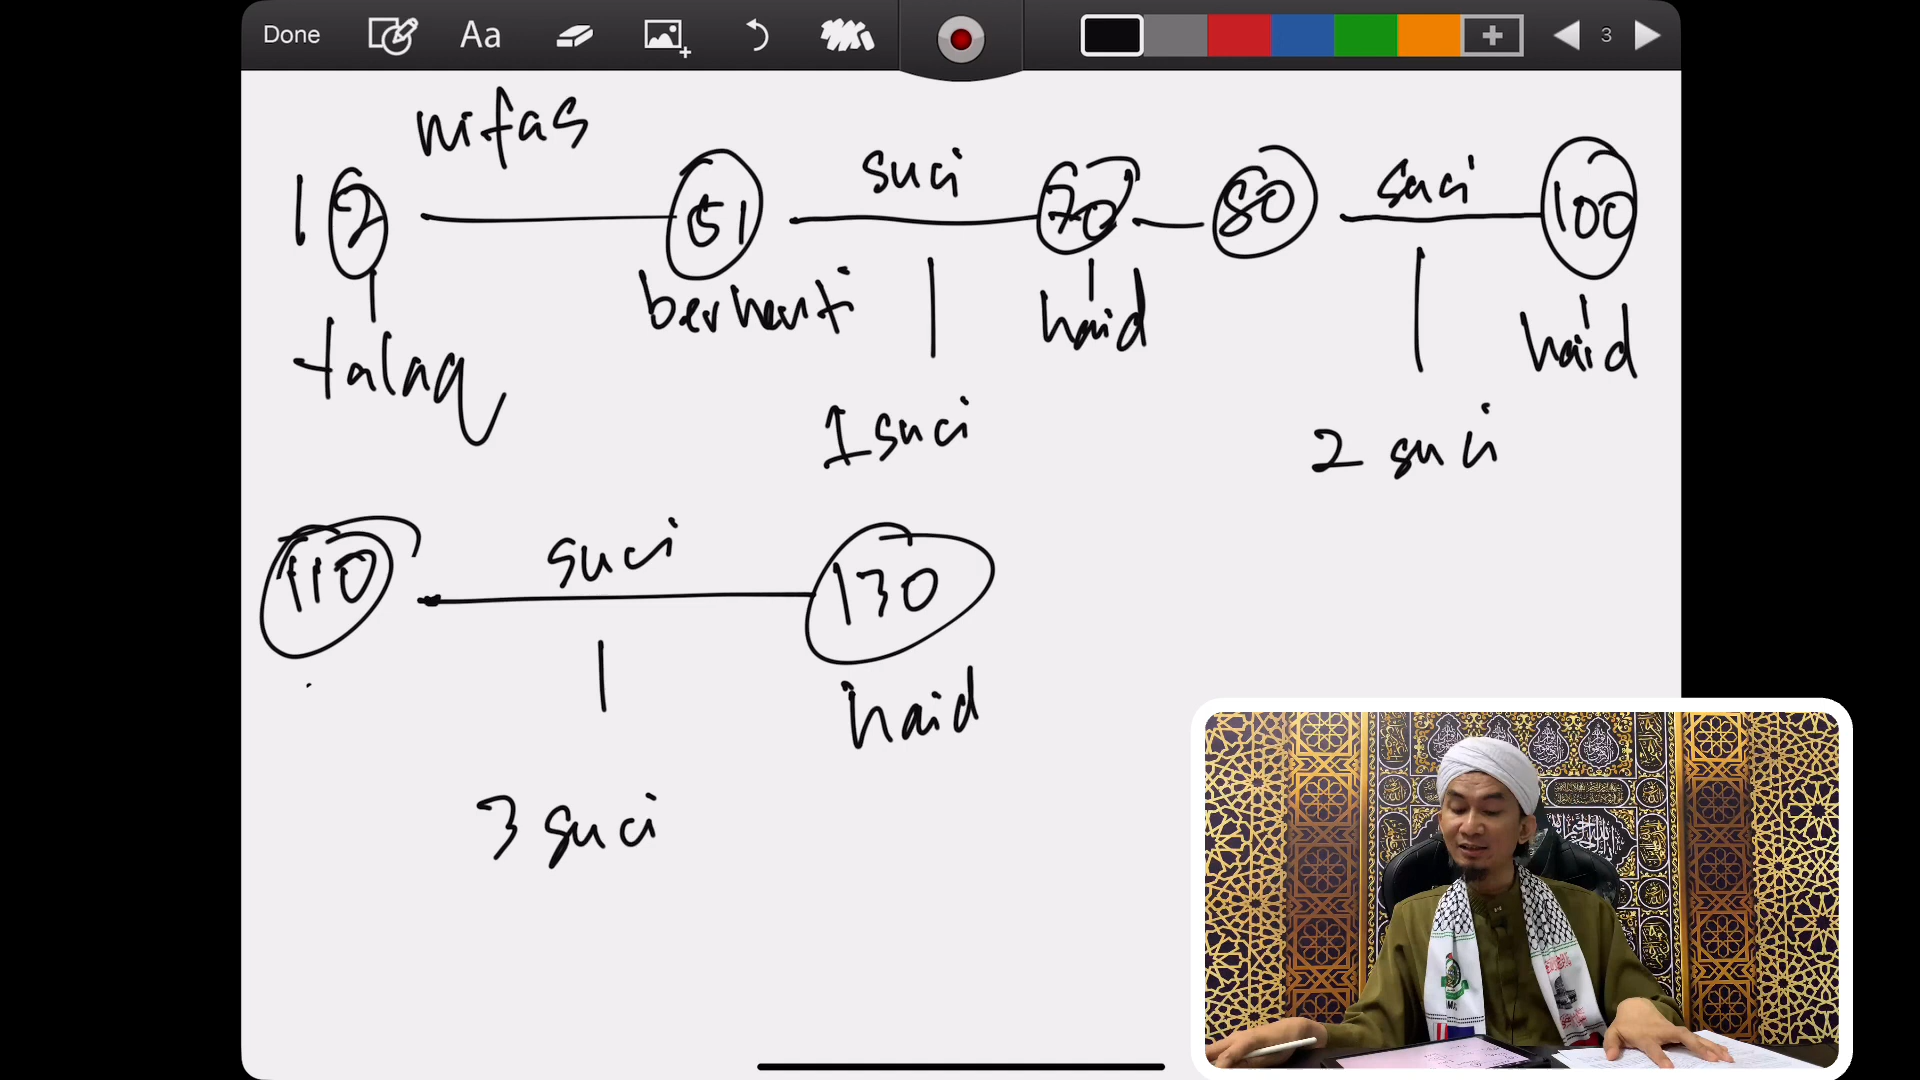 Done Aa 3
nifas
1 2 51 suci 70 80 suci 100
talaq berhenti haid haid
1 suci 2 suci
110 suci 130
haid
3 suci